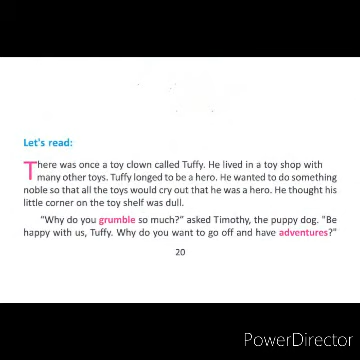 Let's read:
There was once a toy clown called Tuffy. He lived in a toy shop with
many other toys. Tuffy longed to be a hero. He wanted to do something
noble so that all the toys would cry out that he was a hero. He thought his
little corner on the toy shelf was dull.
"Why do you grumble so much?" asked Timothy, the puppy dog. "Be
happy with us, Tuffy. Why do you want to go off and have adventures?"
20
PowerDirector